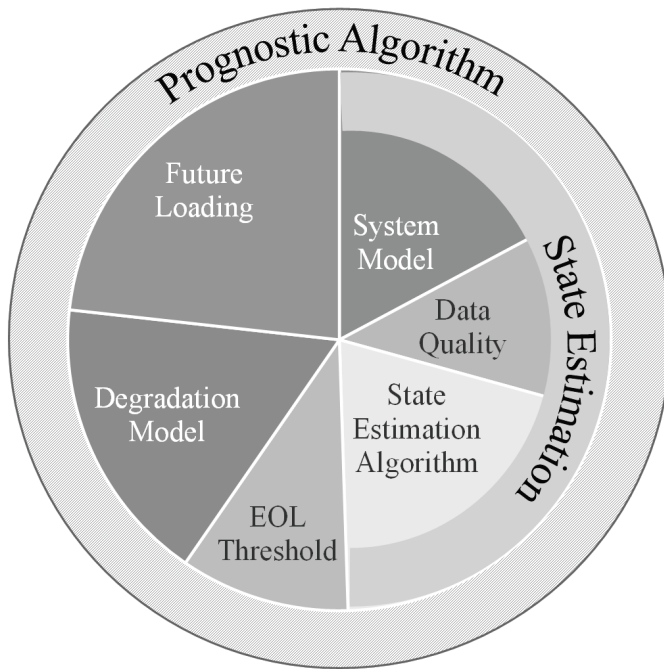 Prognostic Algorithm
Future
Loading
System
Model
State Estimation
Data
Quality
Degradation
Model
State
Estimation
Algorithm
EOL
Threshold